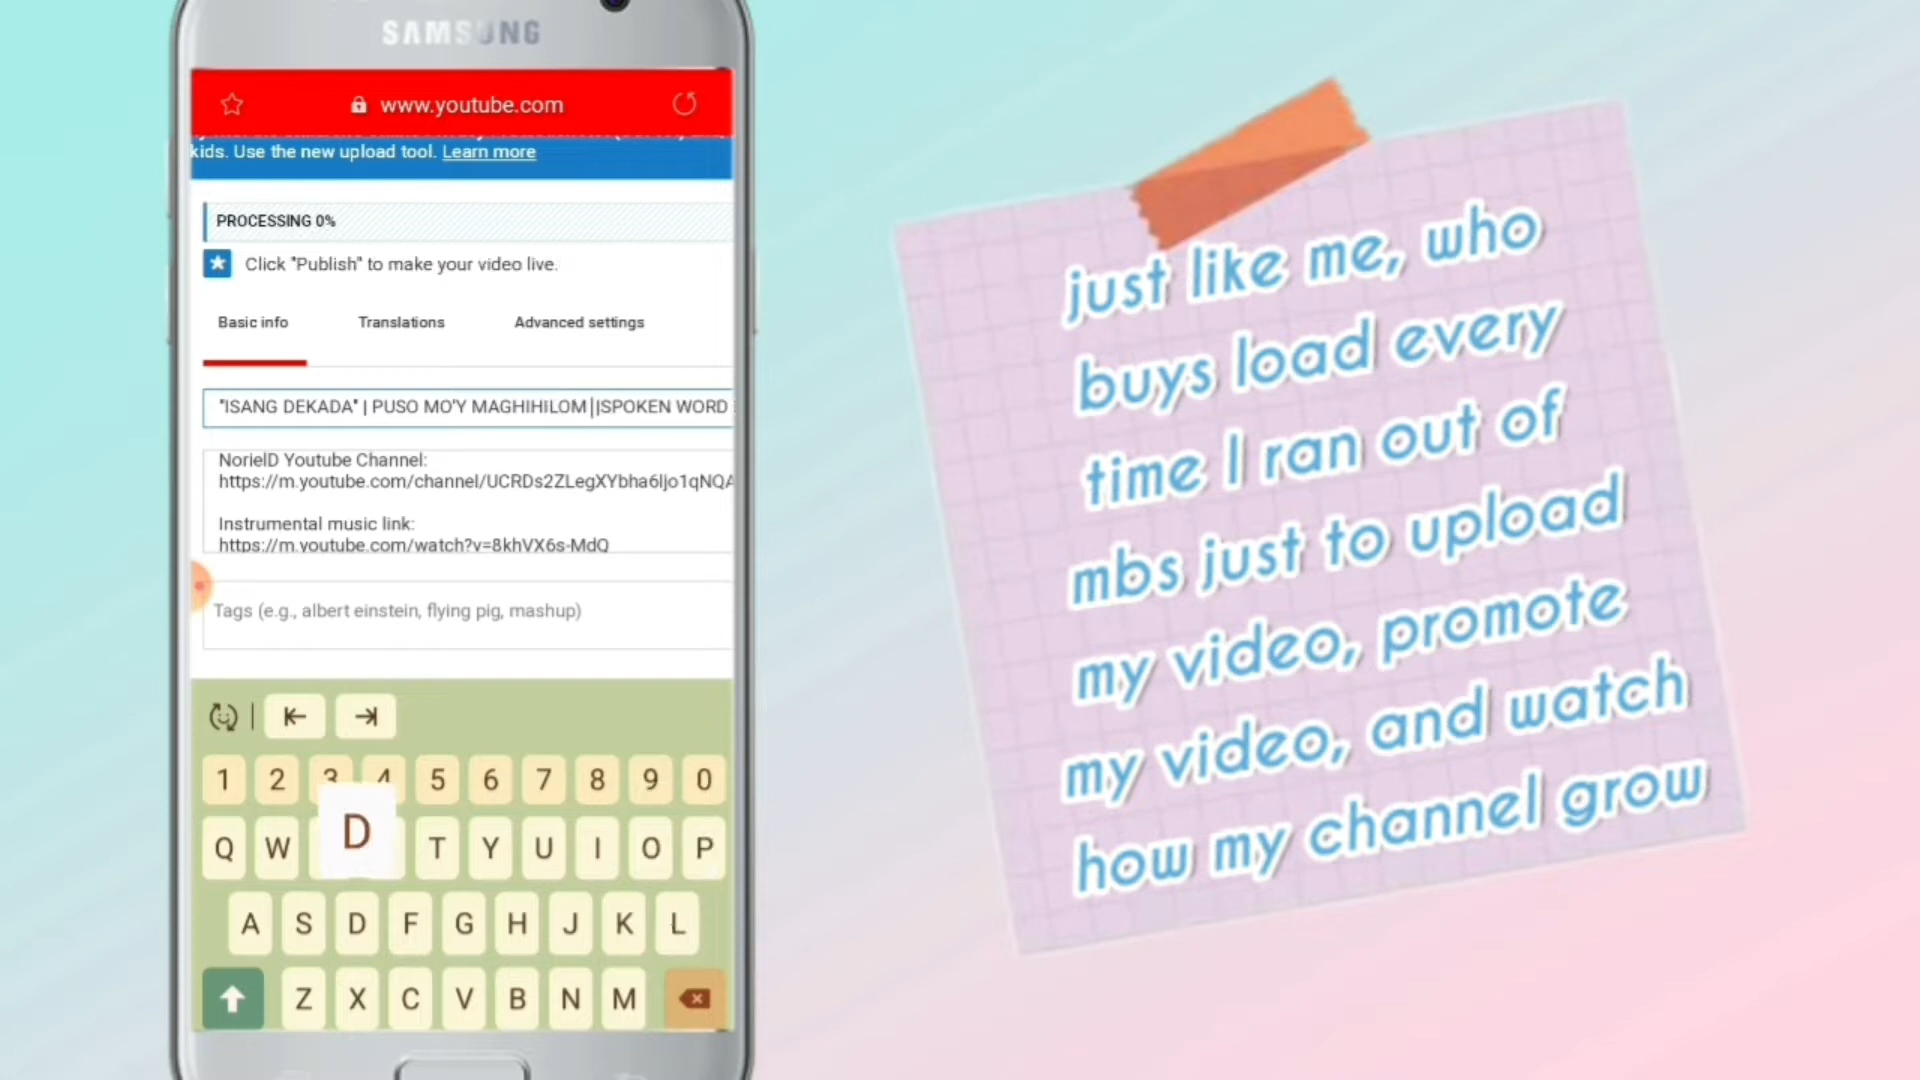 SAMSUNG
www.youtube.com
kids. Use the new upload tool. Learn more
PROCESSING 0%
Click "Publish" to make your video live.
Basic info Translations Advanced settings
"ISANG DEKADA" | PUSO MO'Y MAGHIHILOM||SPOKEN WORD
NorielD Youtube Channel:
https://m.youtube.com/channel/UCRDs2ZLegXYbha6ljo1qNQA
Instrumental music link:
https://m.youtube.com/watch?v=8khVX6s-MdQ
Tags (e.g., albert einstein, flying pig, mashup)
1 2 3 4 5 6 7 8 9 0
D
Q W T Y U I O P
A S D F G H J K L
Z X C V B N M
just like me, who
buys load every
time I ran out of
mbs just to upload
my video, promote
my video, and watch
how my channel grow